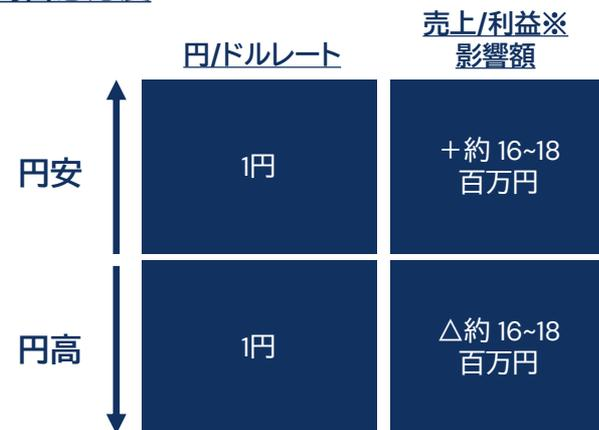 売上/利益※
円/ドルレート
影響額
円安
1円
＋約 16~18
百万円
円高
1円
△約 16~18
百万円